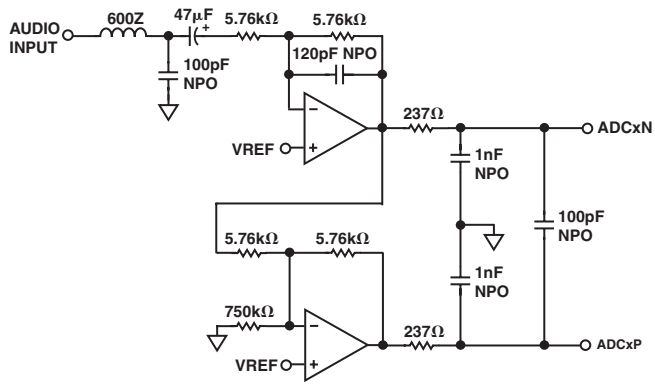 600Z
47μF
+
5.76kΩ
5.76kΩ
AUDIO
INPUT
120pF NPO
100pF
NPO
−
+
VREF
237Ω
ADCxN
1nF
NPO
5.76kΩ
5.76kΩ
100pF
NPO
1nF
NPO
750kΩ
−
+
VREF
237Ω
ADCxP